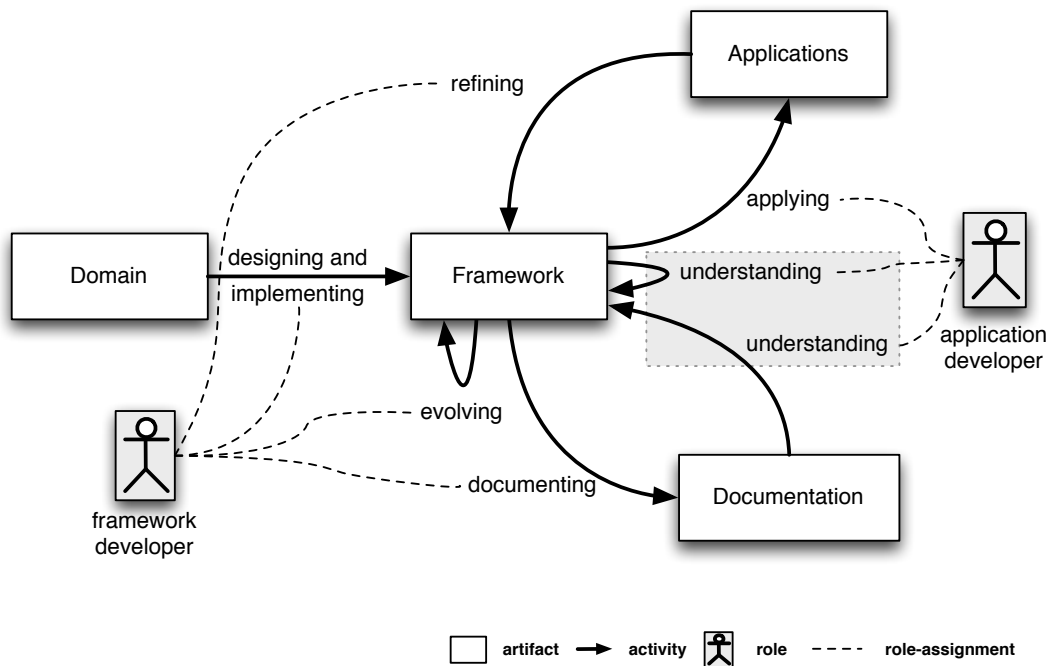 Applications
refining
applying
Domain
designing and
implementing
Framework
understanding
understanding
application
developer
evolving
documenting
Documentation
framework
developer
artifact
activity
role
role-assignment